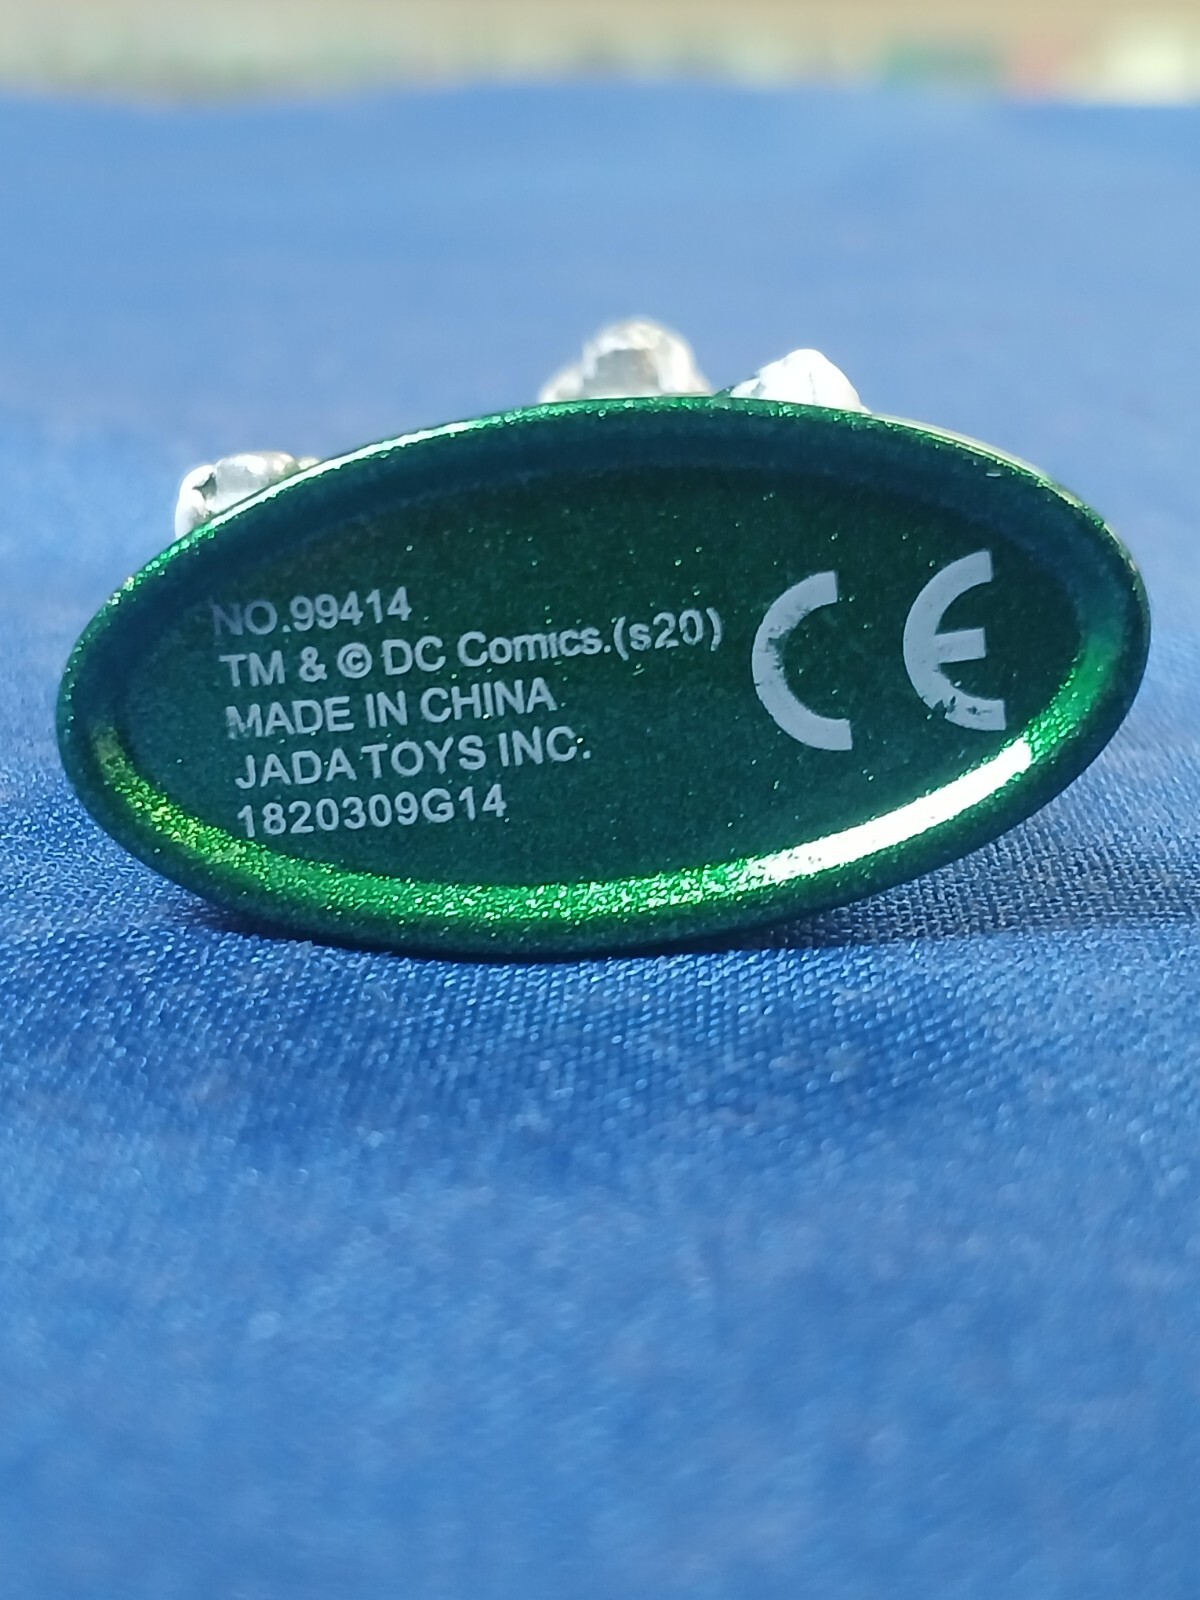 NO.99414
TM & © DC Comics.(s20)
MADE IN CHINA
JADA TOYS INC.
1820309G14
CE